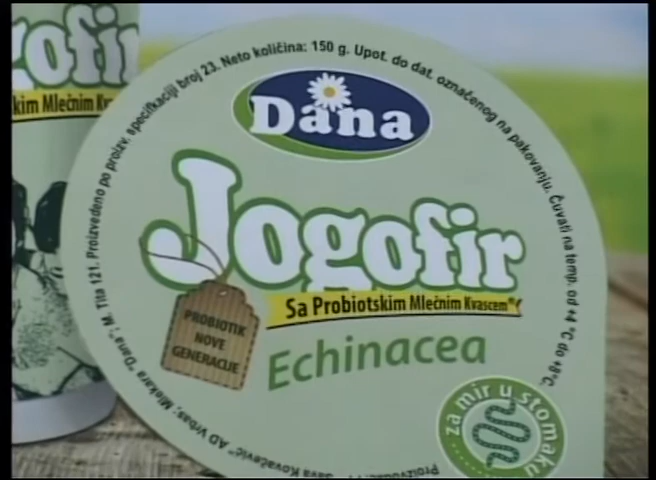 ofir
kim Mlečnim Kv
"Sava Kovačević" AD Vrbas; Mlekara "Dana"; M. Tita 121. Proizvedeno po proizv. specifikaciji broj 23. Neto količina: 150 g. Upot. do dat. označenog na pakovanju. Čuvati na temp. od +4°C do +8°C.
Dana
Jogofir
Sa Probiotskim Mlečnim Kvascem
PROBIOTIK
NOVE
GENERACIJE
Echinacea
za mir u stomaku